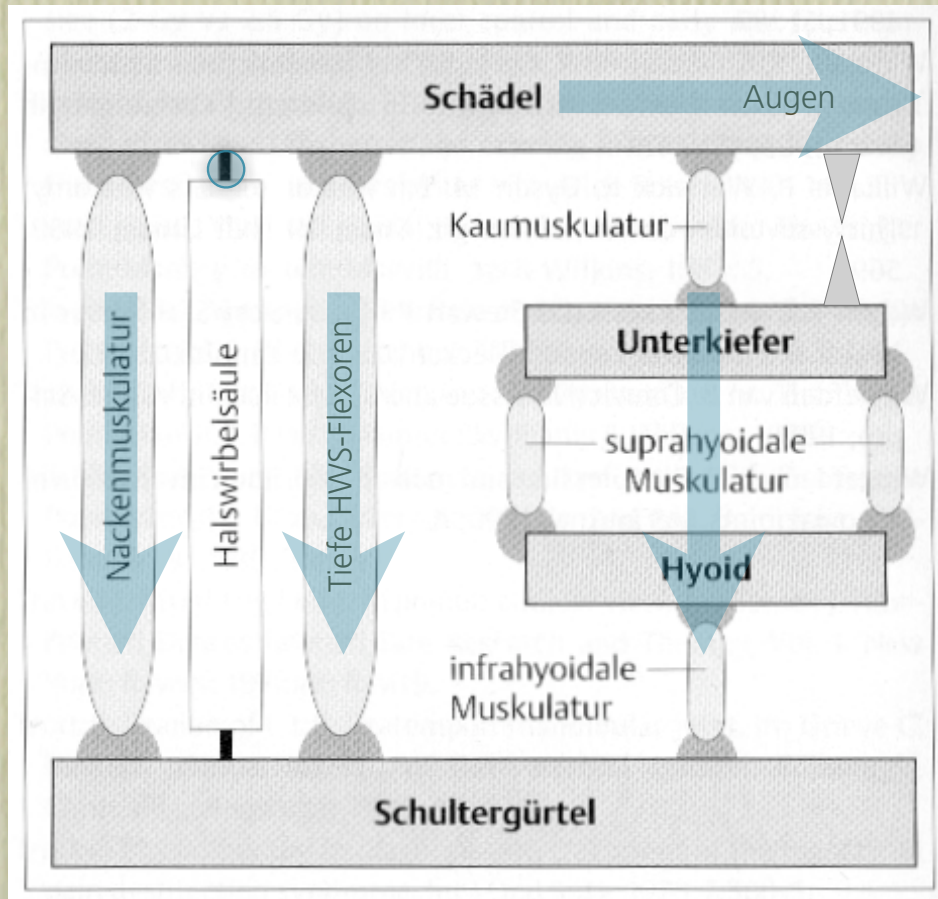 Schädel
Augen
Kaumuskulatur
Unterkiefer
Nackenmuskulatur
Halswirbelsäule
Tiefe HWS-Flexoren
suprahyoidale
Muskulatur
Hyoid
infrahyoidale
Muskulatur
Schultergürtel